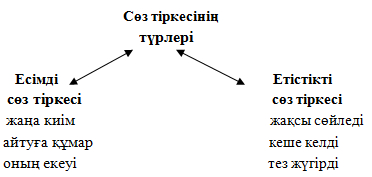 Сөз тіркесінің
түрлері
Есімді
сөз тіркесі
жаңа киім
айтуға құмар
оның екеуі
Етістікті
сөз тіркесі
жақсы сөйледі
кеше келді
тез жүгірді